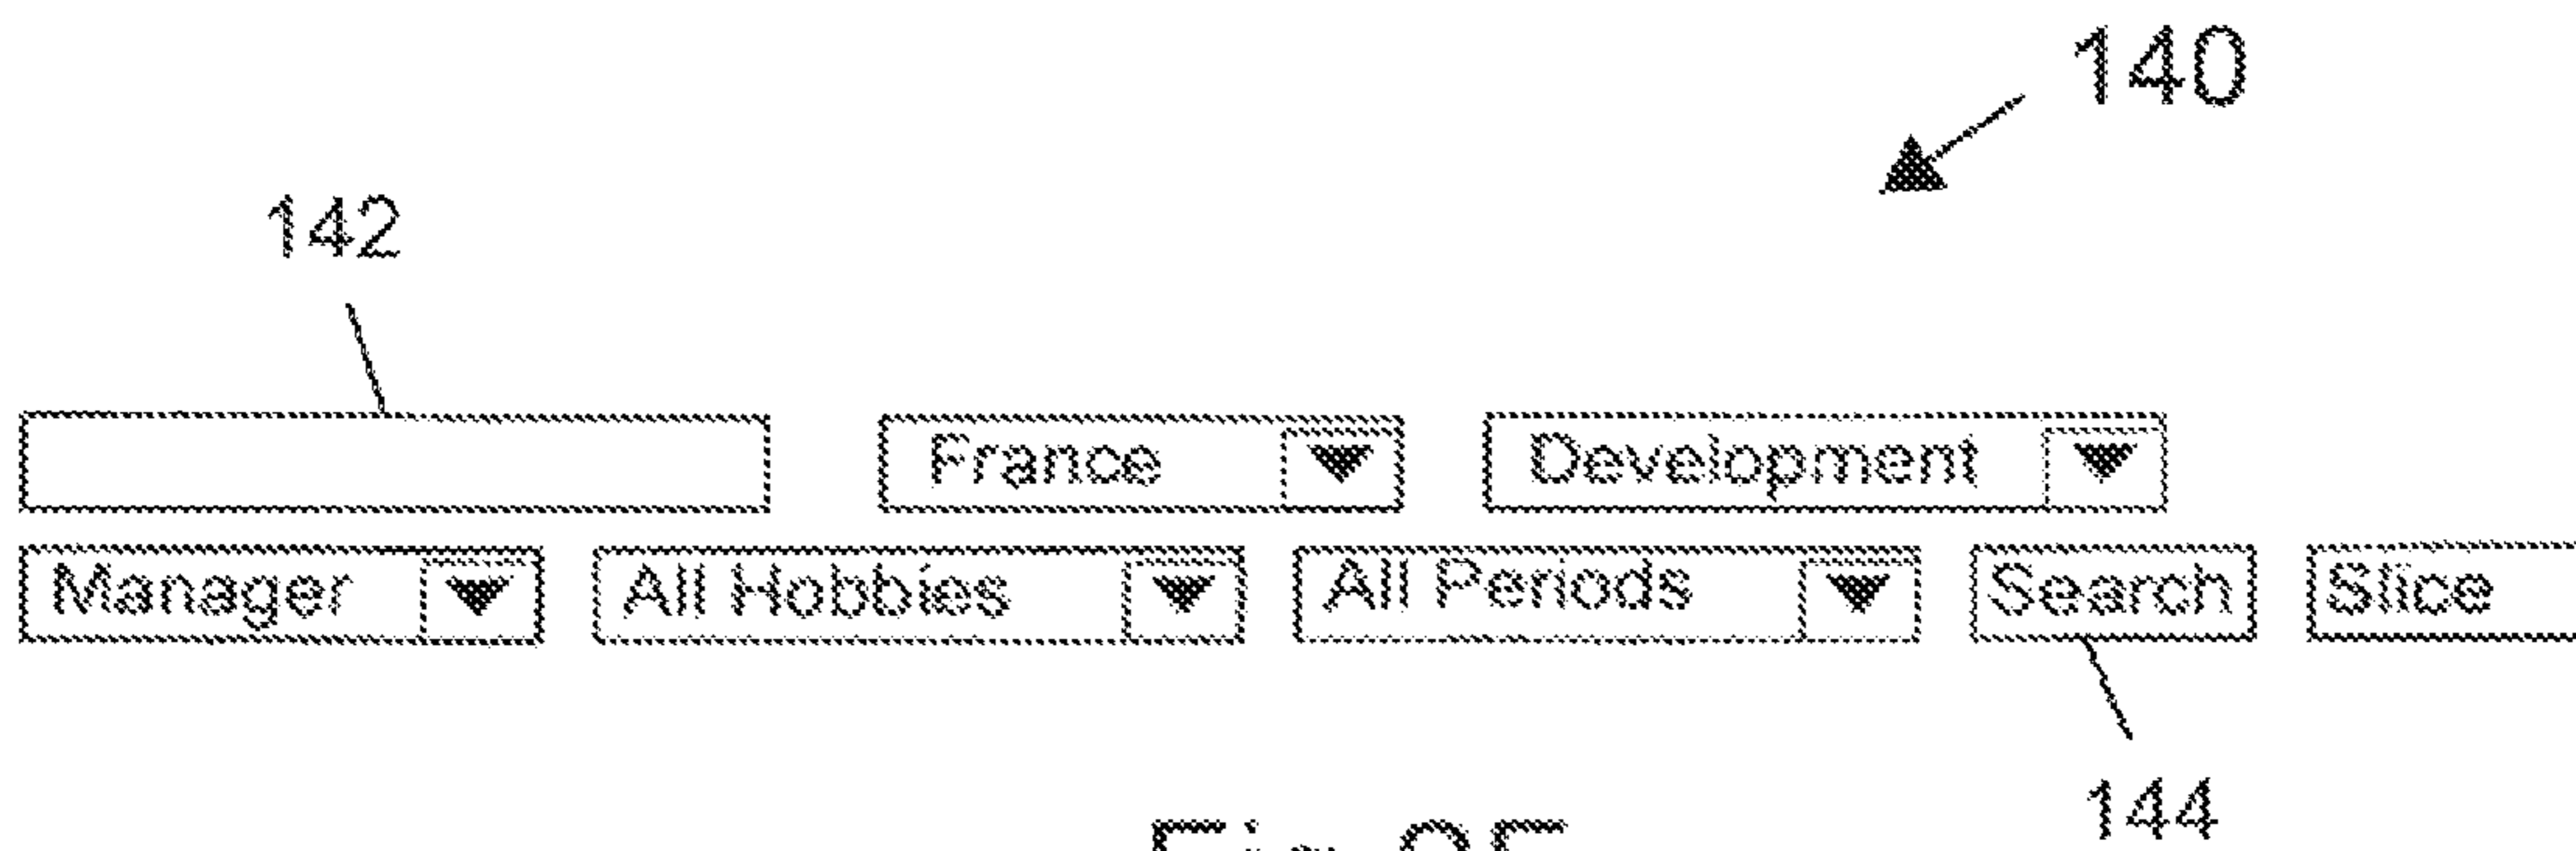 140
142
France Development
Manager All Hobbies All Periods Search Slice
144